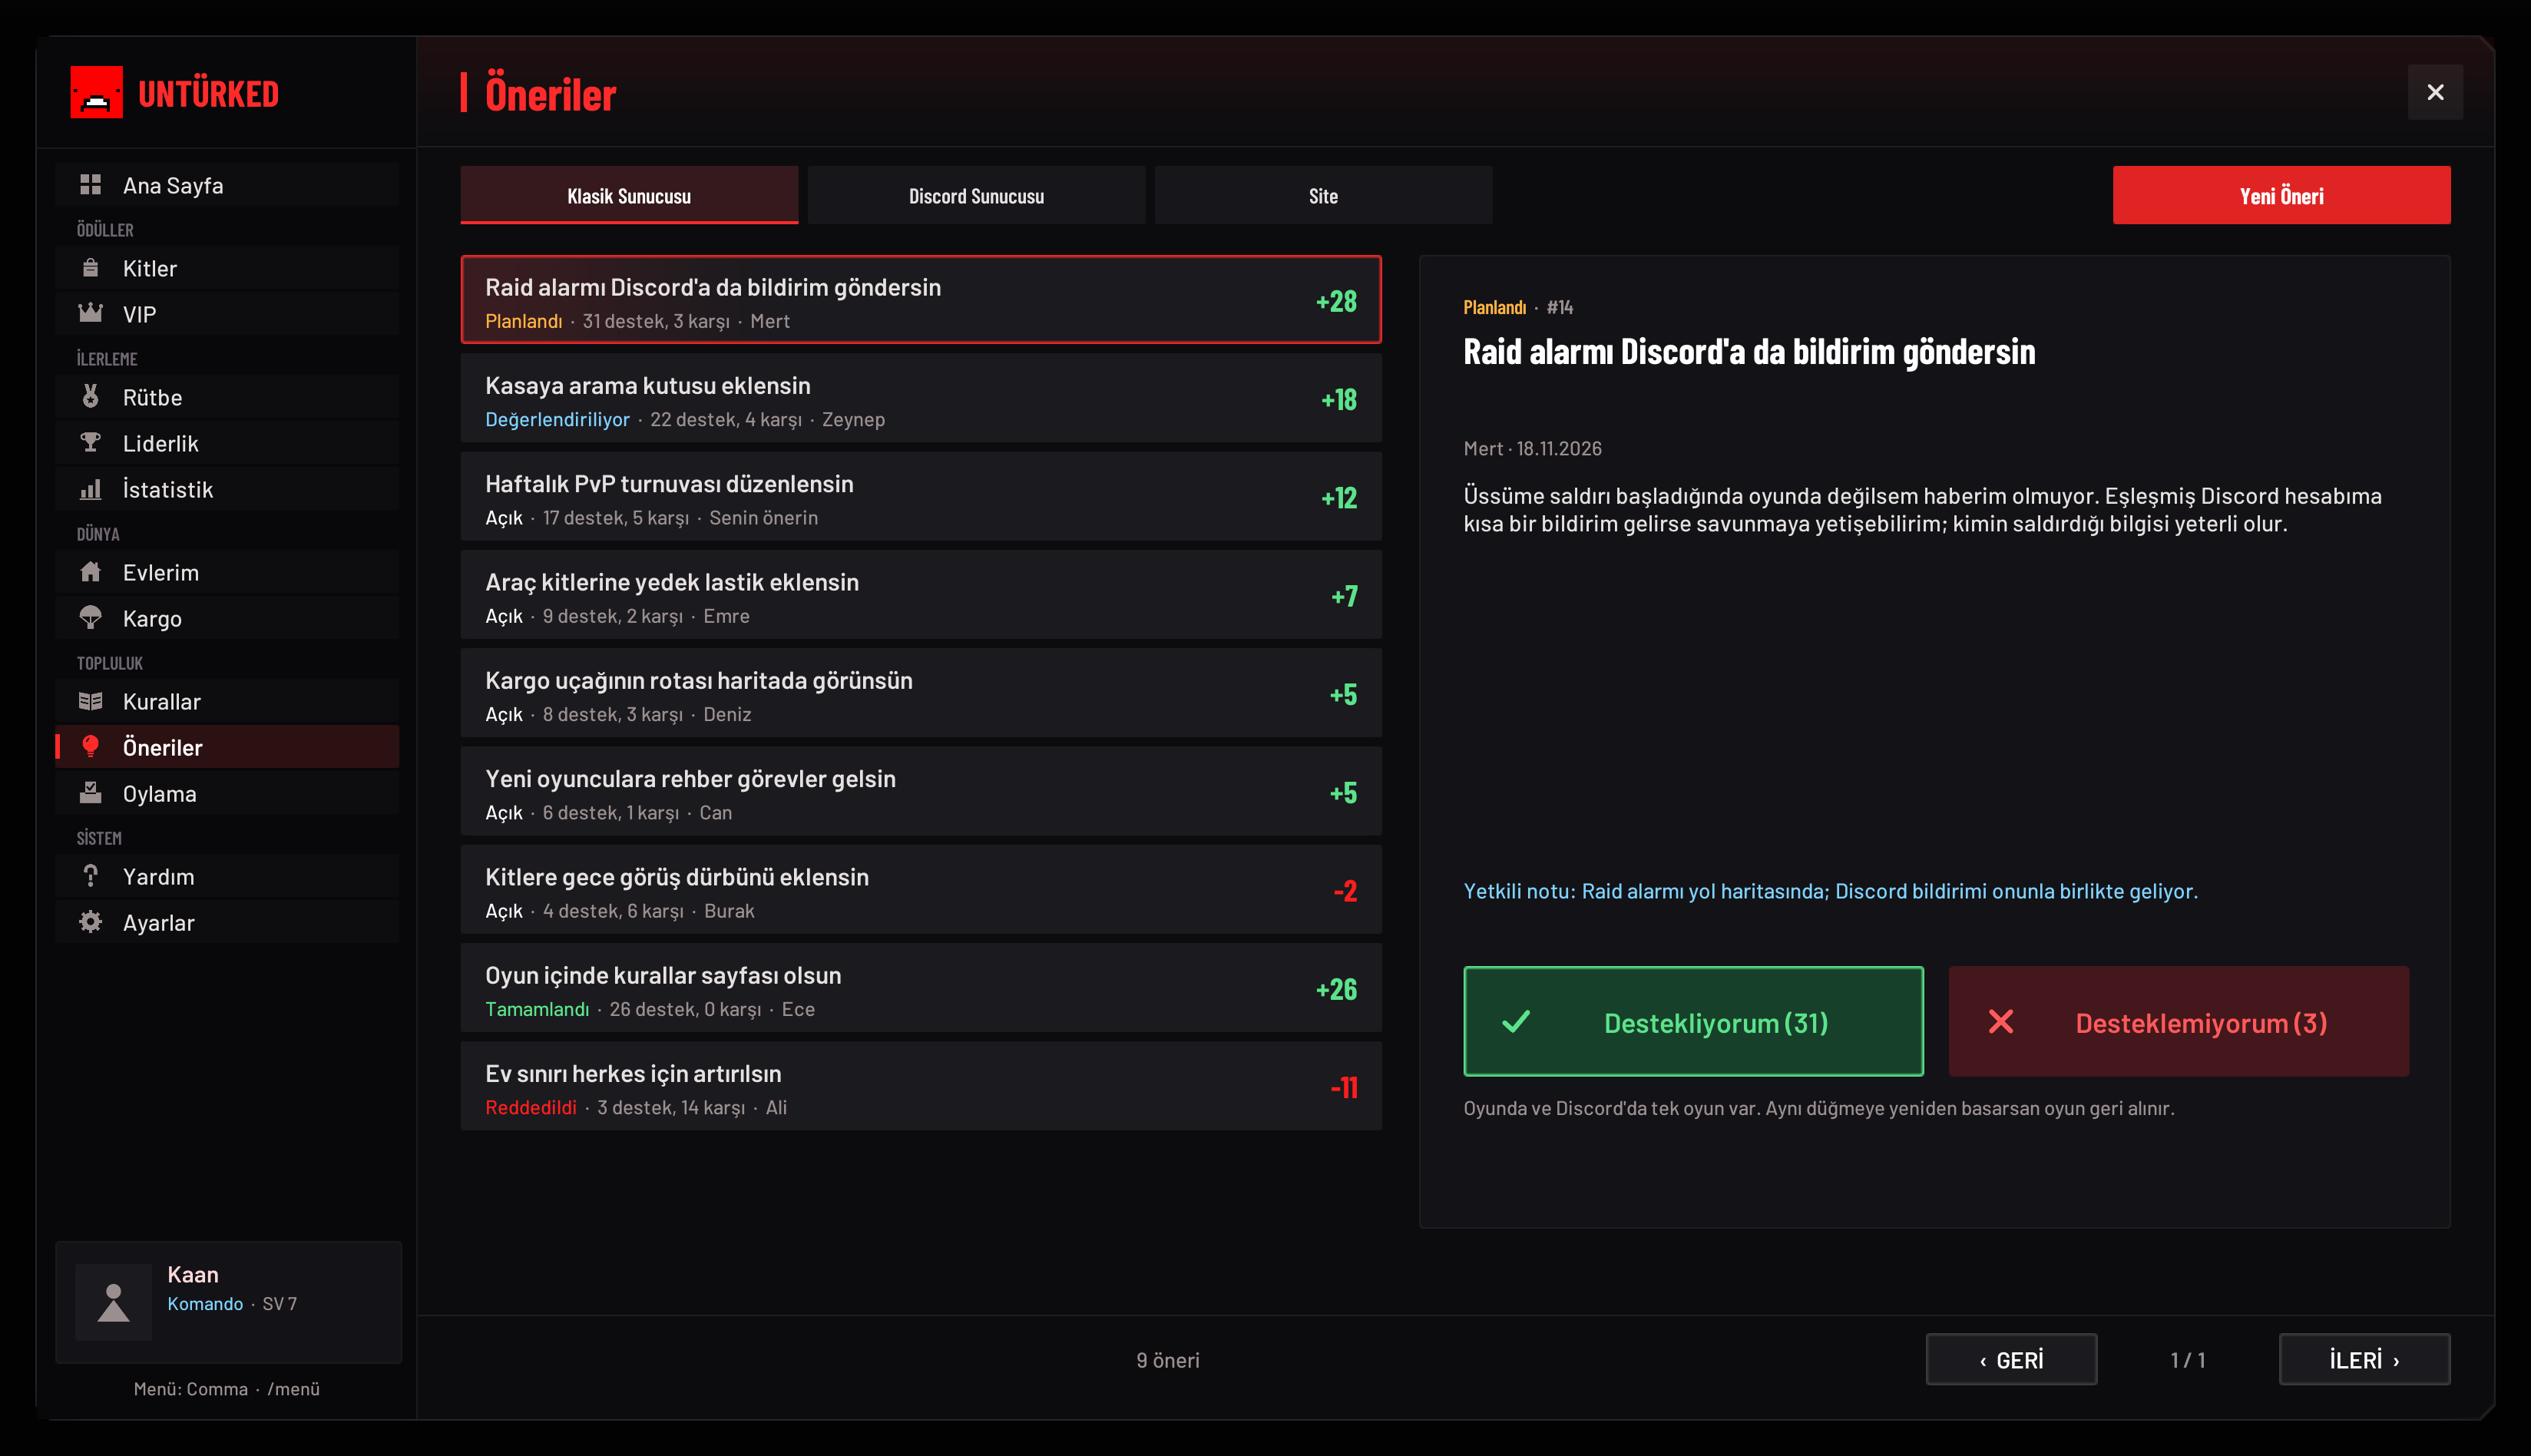 UNTÜRKED
Ana Sayfa
ÖDÜLLER
Kitler
VIP
İLERLEME
Rütbe
Liderlik
İstatistik
DÜNYA
Evlerim
Kargo
TOPLULUK
Kurallar
Öneriler
Oylama
SİSTEM
Yardım
Ayarlar
Kaan
Komando · SV 7
Menü: Comma · /menü
Öneriler
Klasik Sunucusu
Discord Sunucusu
Site
Yeni Öneri
Raid alarmı Discord'a da bildirim göndersin
Planlandı · 31 destek, 3 karşı · Mert
+28
Kasaya arama kutusu eklensin
Değerlendiriliyor · 22 destek, 4 karşı · Zeynep
+18
Haftalık PvP turnuvası düzenlensin
Açık · 17 destek, 5 karşı · Senin önerin
+12
Araç kitlerine yedek lastik eklensin
Açık · 9 destek, 2 karşı · Emre
+7
Kargo uçağının rotası haritada görünsün
Açık · 8 destek, 3 karşı · Deniz
+5
Yeni oyunculara rehber görevler gelsin
Açık · 6 destek, 1 karşı · Can
+5
Kitlere gece görüş dürbünü eklensin
Açık · 4 destek, 6 karşı · Burak
-2
Oyun içinde kurallar sayfası olsun
Tamamlandı · 26 destek, 0 karşı · Ece
+26
Ev sınırı herkes için artırılsın
Reddedildi · 3 destek, 14 karşı · Ali
-11
Planlandı · #14
Raid alarmı Discord'a da bildirim göndersin
Mert · 18.11.2026
Üssüme saldırı başladığında oyunda değilsem haberim olmuyor. Eşleşmiş Discord hesabıma
kısa bir bildirim gelirse savunmaya yetişebilirim; kimin saldırdığı bilgisi yeterli olur.
Yetkili notu: Raid alarmı yol haritasında; Discord bildirimi onunla birlikte geliyor.
Destekliyorum (31)
Desteklemiyorum (3)
Oyunda ve Discord'da tek oyun var. Aynı düğmeye yeniden basarsan oyun geri alınır.
9 öneri
‹ GERİ
1 / 1
İLERİ ›